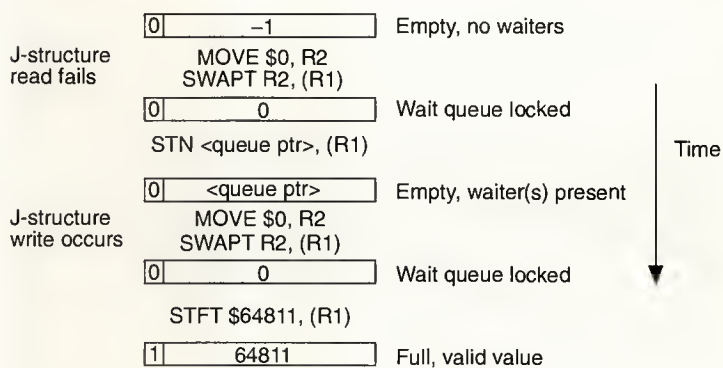 0 –1 Empty, no waiters
J-structure
read fails
MOVE $0, R2
SWAPT R2, (R1)
0 0 Wait queue locked
STN <queue ptr>, (R1)
Time
0 <queue ptr> Empty, waiter(s) present
J-structure
write occurs
MOVE $0, R2
SWAPT R2, (R1)
0 0 Wait queue locked
STFT $64811, (R1)
1 64811 Full, valid value